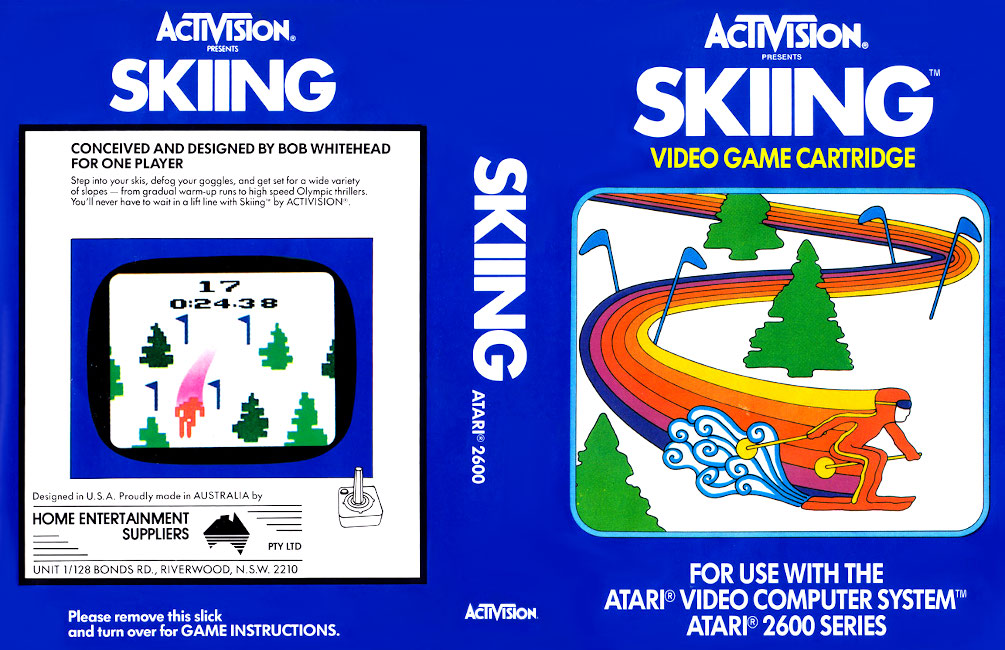 ACTIVISION®
PRESENTS
SKIING
CONCEIVED AND DESIGNED BY BOB WHITEHEAD
FOR ONE PLAYER
Step into your skis, defog your goggles, and get set for a wide variety
of slopes — from gradual warm-up runs to high speed Olympic thrillers.
You'll never have to wait in a lift line with Skiing™ by ACTIVISION™.
17
0:24.38
Designed in U.S.A. Proudly made in AUSTRALIA by
HOME ENTERTAINMENT
SUPPLIERS
PTY LTD
UNIT 1/128 BONDS RD., RIVERWOOD, N.S.W. 2210
Please remove this slick
and turn over for GAME INSTRUCTIONS.
SKIING
ATARI® 2600
ACTIVISION
ACTIVISION®
PRESENTS
SKIING™
VIDEO GAME CARTRIDGE
FOR USE WITH THE
ATARI® VIDEO COMPUTER SYSTEM™
ATARI® 2600 SERIES